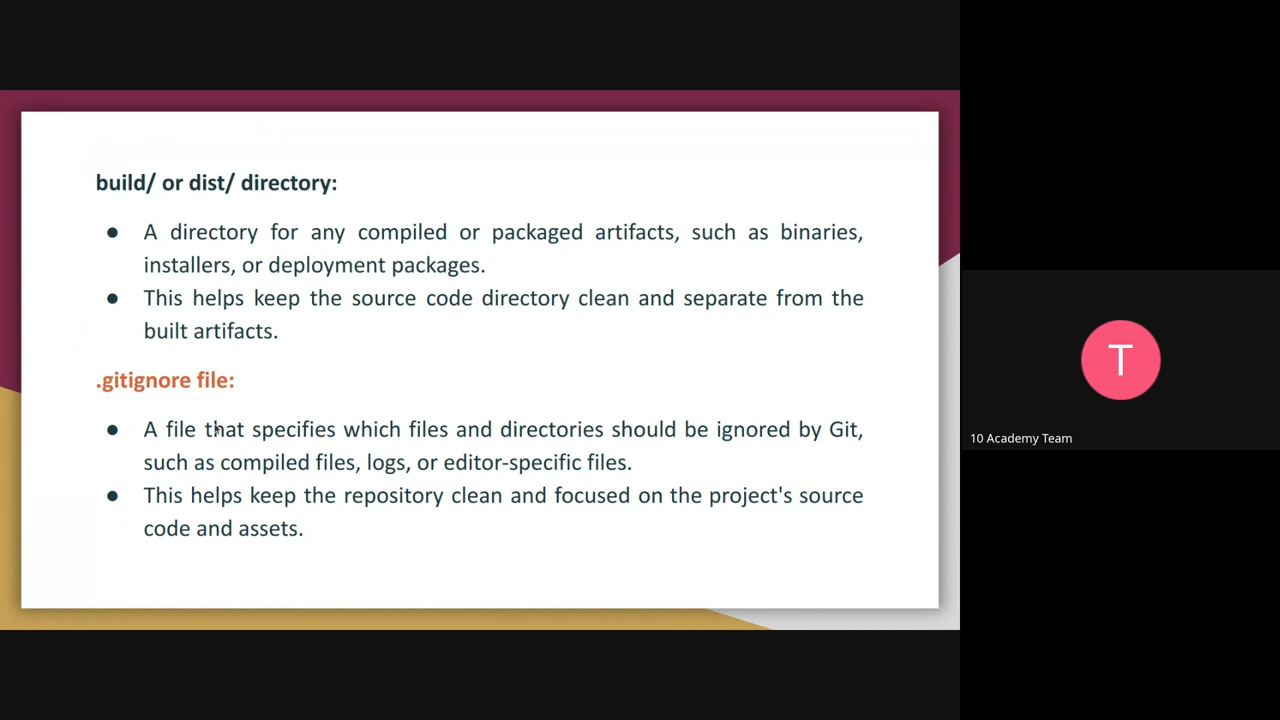 build/ or dist/ directory:
● A directory for any compiled or packaged artifacts, such as binaries,
installers, or deployment packages.
● This helps keep the source code directory clean and separate from the
built artifacts.
.gitignore file:
● A file that specifies which files and directories should be ignored by Git,
such as compiled files, logs, or editor-specific files.
● This helps keep the repository clean and focused on the project's source
code and assets.
T
10 Academy Team